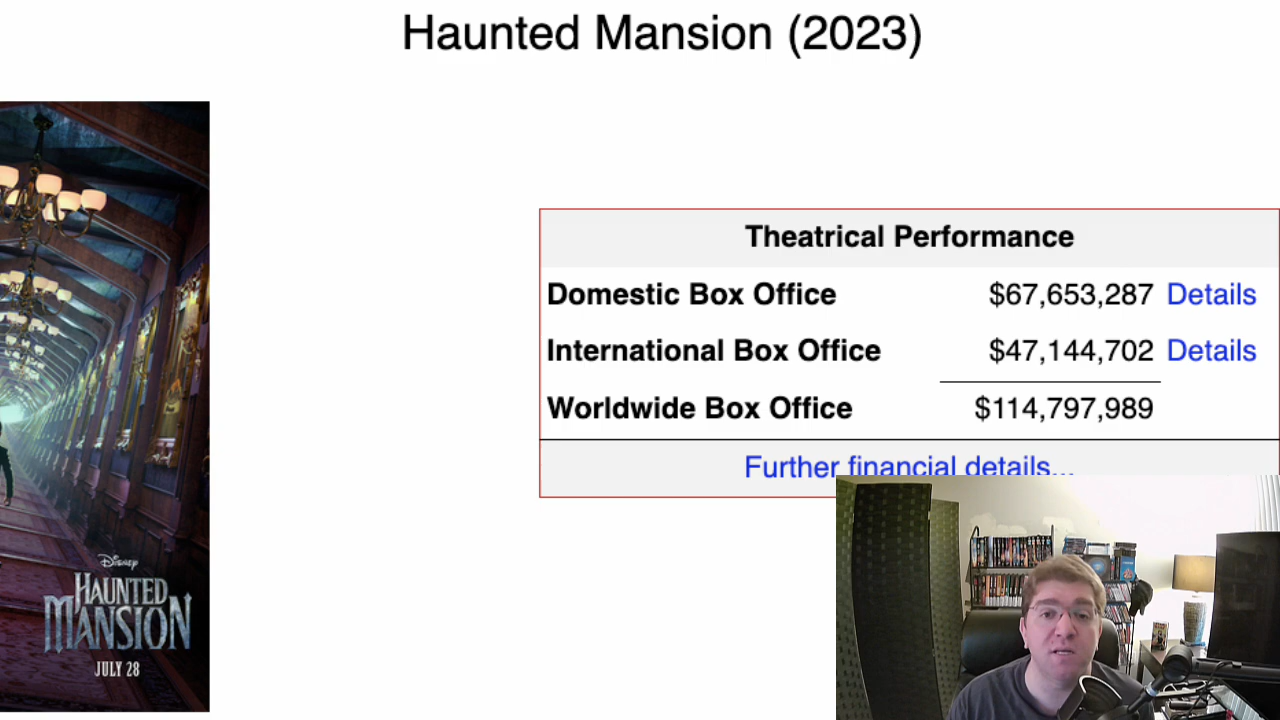 Haunted Mansion (2023)
Theatrical Performance
Domestic Box Office $67,653,287 Details
International Box Office $47,144,702 Details
Worldwide Box Office $114,797,989
Further financial details...
Disney
HAUNTED
MANSION
JULY 28